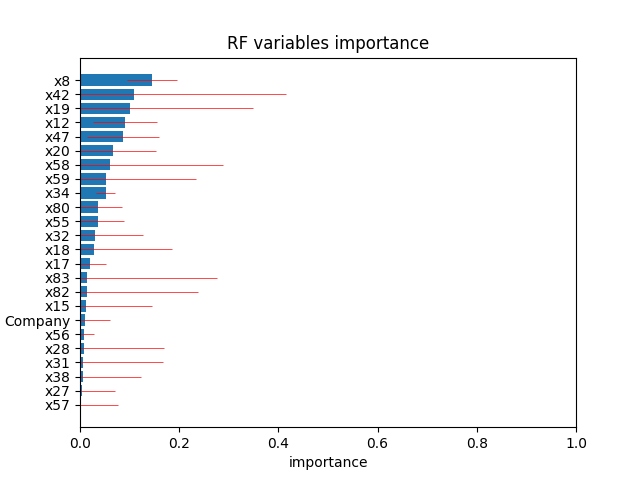 RF variables importance
x8
x42
x19
x12
x47
x20
x58
x59
x34
x80
x55
x32
x18
x17
x83
x82
x15
Company
x56
x28
x31
x38
x27
x57
0.0 0.2 0.4 0.6 0.8 1.0
importance